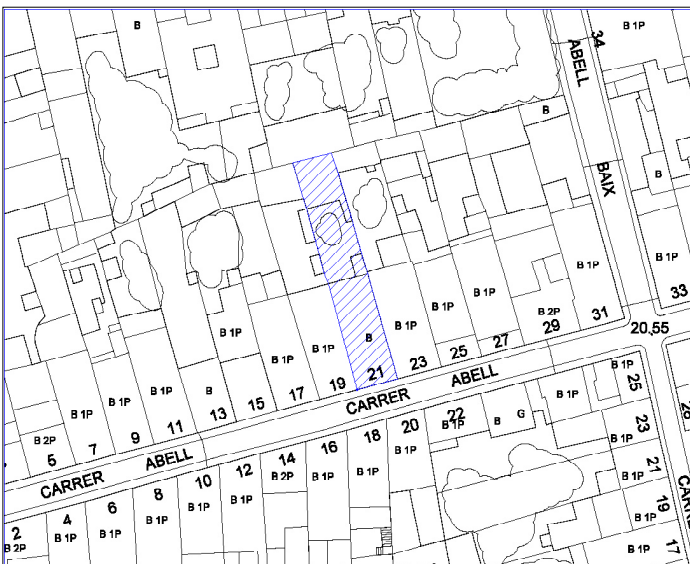 B
B 1P
34
ABELL
B
BAIX
B
B 1P
B 1P
33
B 1P
B 1P
B 1P
B 2P
31
29
27
25
23
20,55
B
21
B 1P
19
B 1P
17
B 1P
15
B
13
B 1P
11
B 1P
9
B 1P
7
B 2P
5
CARRER ABELL
CARRER ABELL
2
B 2P
4
B 1P
6
B 1P
8
B 1P
10
B 1P
12
B 1P
14
B 2P
16
B 1P
18
B 1P
20
B 1P
22
B 1P
B
G
B 1P
B 1P
25
23
B 1P
21
B 1P
19
B 1P
17
B 1P